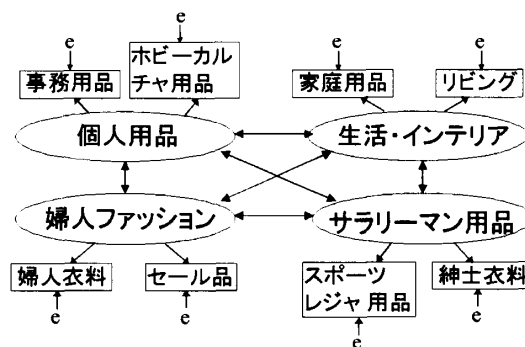 e
e
e
e
事務用品
ホビーカル
チャ用品
家庭用品
リビング
個人用品
生活・インテリア
婦人ファッション
サラリーマン用品
婦人衣料
セール品
スポーツ
レジャ用品
紳士衣料
e
e
e
e